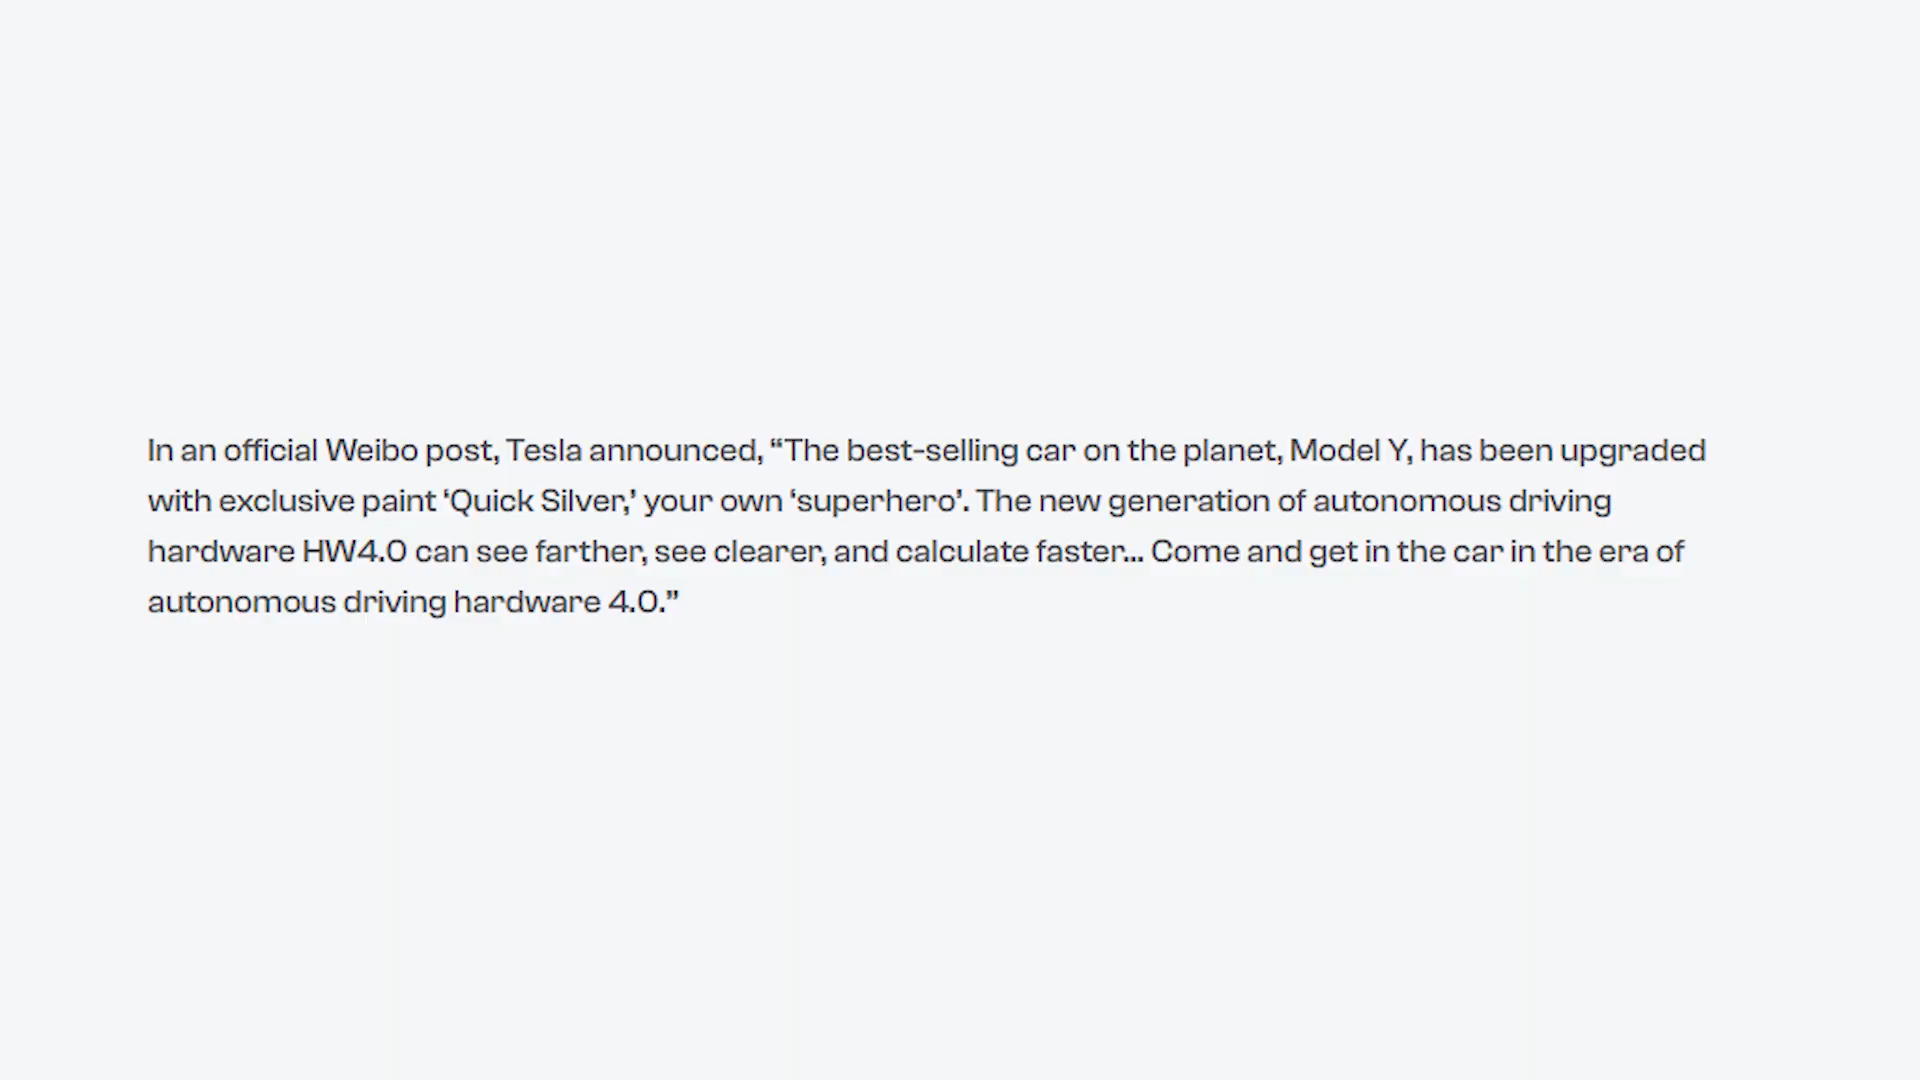 In an official Weibo post, Tesla announced, “The best-selling car on the planet, Model Y, has been upgraded
with exclusive paint ‘Quick Silver,’ your own ‘superhero’. The new generation of autonomous driving
hardware HW4.0 can see farther, see clearer, and calculate faster... Come and get in the car in the era of
autonomous driving hardware 4.0.”